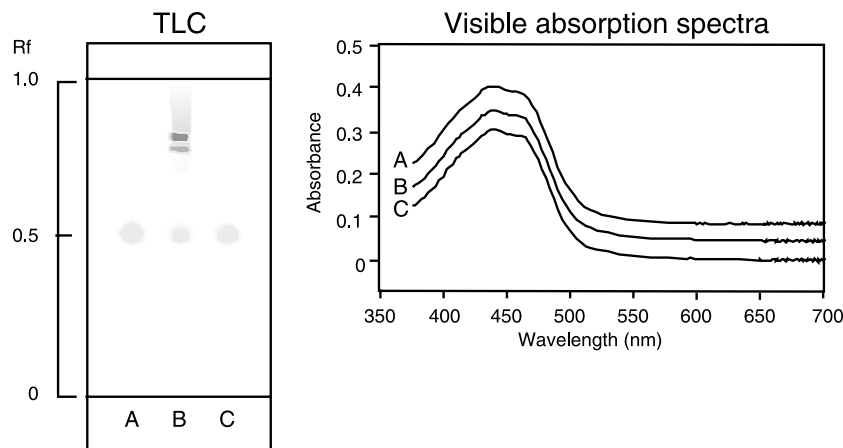 TLC
Rf
1.0
0.5
0
A B C
Visible absorption spectra
Absorbance
0.5
0.4
0.3
0.2
0.1
0
A
B
C
350 400 450 500 550 600 650 700
Wavelength (nm)